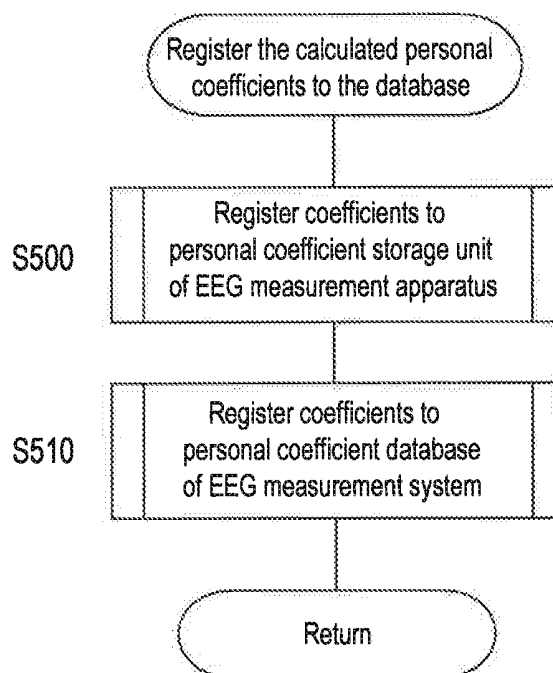 Register the calculated personal
coefficients to the database
S500
Register coefficients to
personal coefficient storage unit
of EEG measurement apparatus
S510
Register coefficients to
personal coefficient database
of EEG measurement system
Return